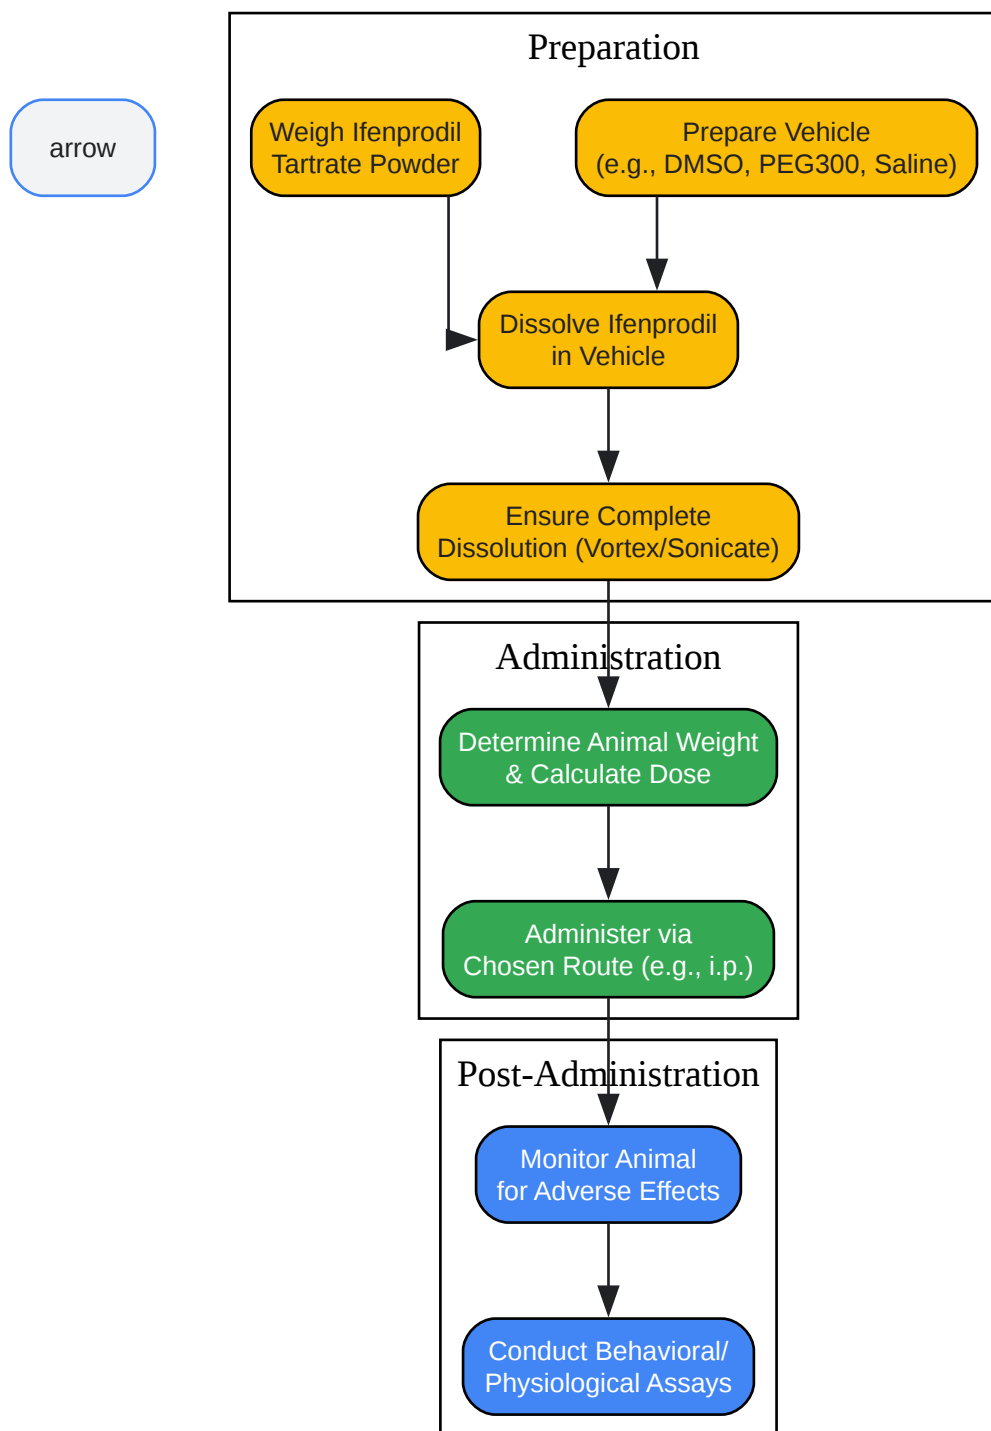 Preparation
arrow
Weigh Ifenprodil
Tartrate Powder
Prepare Vehicle
(e.g., DMSO, PEG300, Saline)
Dissolve Ifenprodil
in Vehicle
Ensure Complete
Dissolution (Vortex/Sonicate)
Administration
Determine Animal Weight
& Calculate Dose
Administer via
Chosen Route (e.g., i.p.)
Post-Administration
Monitor Animal
for Adverse Effects
Conduct Behavioral/
Physiological Assays